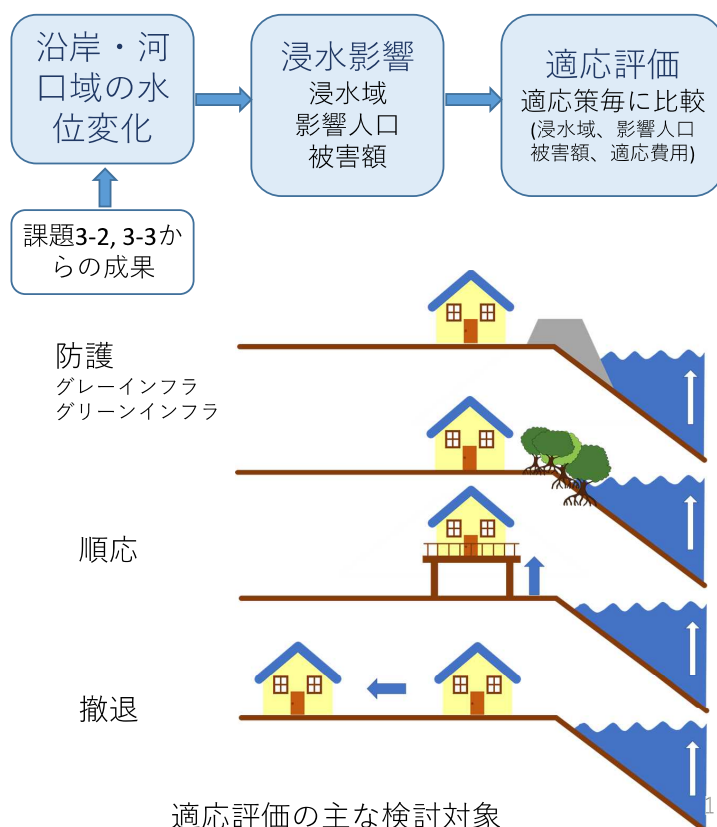 沿岸・河
口域の水
位変化
浸水影響
浸水域
影響人口
被害額
適応評価
適応策毎に比較
(浸水域、影響人口
被害額、適応費用)
課題3-2, 3-3か
らの成果
防護
グレーインフラ
グリーンインフラ
順応
撤退
適応評価の主な検討対象
1